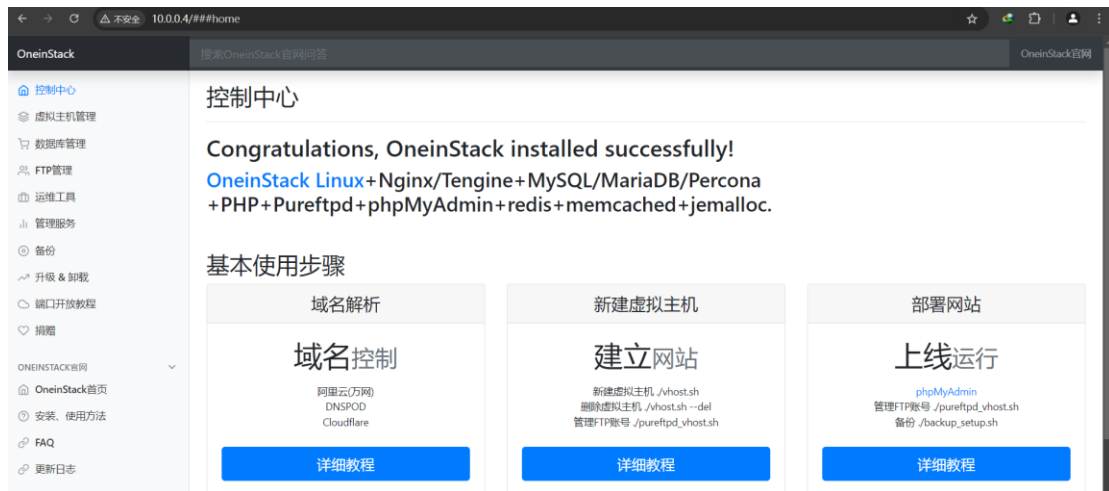 不安全 10.0.0.4/###home
OneinStack
搜索OneinStack官网问答
OneinStack官网
控制中心
虚拟主机管理
数据库管理
FTP管理
运维工具
管理服务
备份
升级 & 卸载
端口开放教程
捐赠
ONEINSTACK官网
OneinStack首页
安装、使用方法
FAQ
更新日志
控制中心
Congratulations, OneinStack installed successfully!
OneinStack Linux+Nginx/Tengine+MySQL/MariaDB/Percona
+PHP+Pureftpd+phpMyAdmin+redis+memcached+jemalloc.
基本使用步骤
域名解析
域名控制
阿里云(万网)
DNSPOD
Cloudflare
详细教程
新建虚拟主机
建立网站
新建虚拟主机 ./vhost.sh
删除虚拟主机 ./vhost.sh --del
管理FTP账号 ./pureftpd_vhost.sh
详细教程
部署网站
上线运行
phpMyAdmin
管理FTP账号 ./pureftpd_vhost.sh
备份 ./backup_setup.sh
详细教程